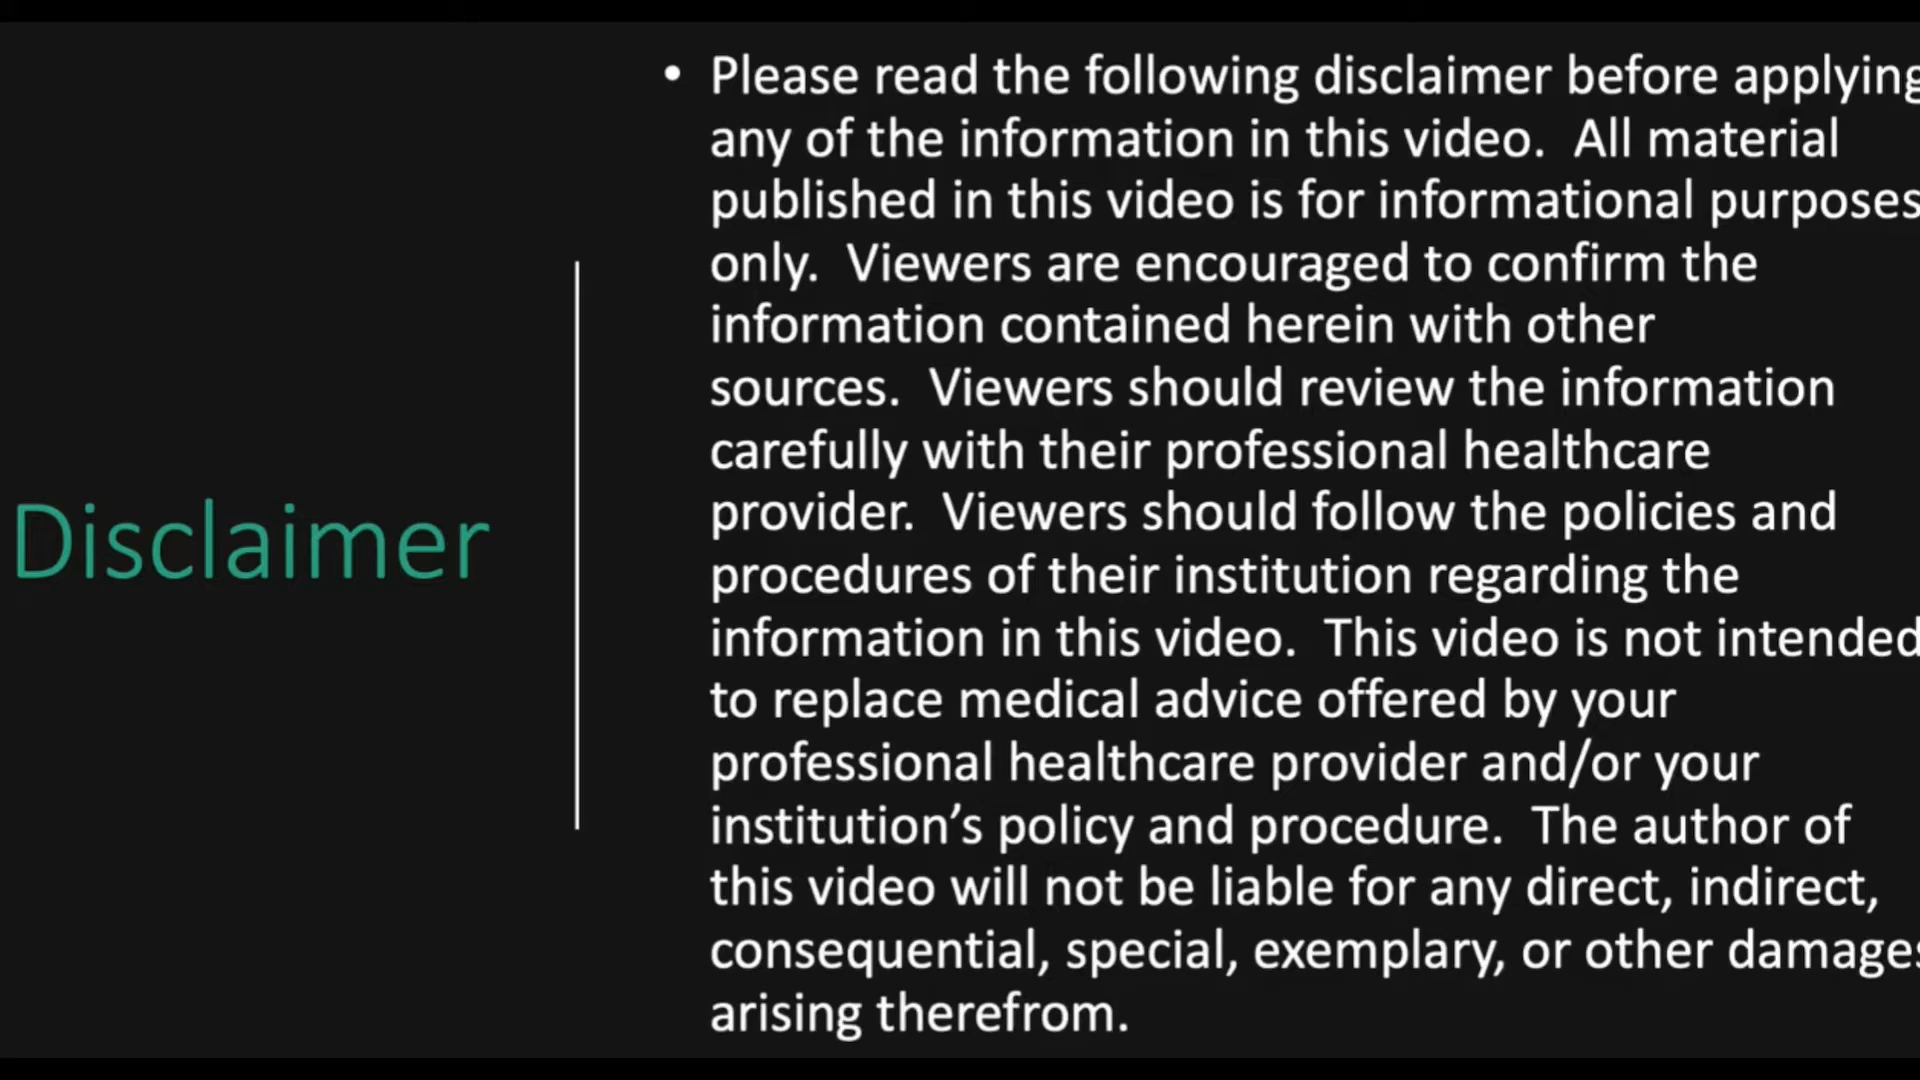 Disclaimer
• Please read the following disclaimer before applying
any of the information in this video.  All material
published in this video is for informational purposes
only.  Viewers are encouraged to confirm the
information contained herein with other
sources.  Viewers should review the information
carefully with their professional healthcare
provider.  Viewers should follow the policies and
procedures of their institution regarding the
information in this video.  This video is not intended
to replace medical advice offered by your
professional healthcare provider and/or your
institution’s policy and procedure.  The author of
this video will not be liable for any direct, indirect,
consequential, special, exemplary, or other damages
arising therefrom.